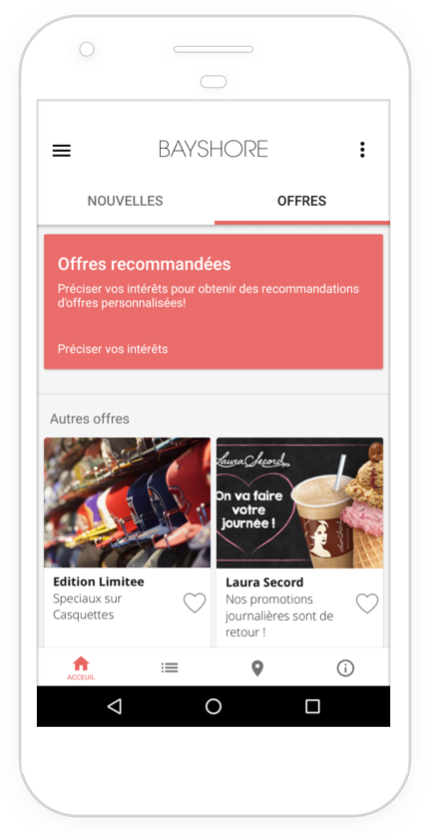 BAYSHORE
NOUVELLES
OFFRES
Offres recommandées
Préciser vos intérêts pour obtenir des recommandations
d'offres personnalisées!
Préciser vos intérêts
Autres offres
Laura Secord
On va faire
votre
journée !
Edition Limitee
Speciaux sur
Casquettes
Laura Secord
Nos promotions
journalières sont de
retour !
ACCEUIL